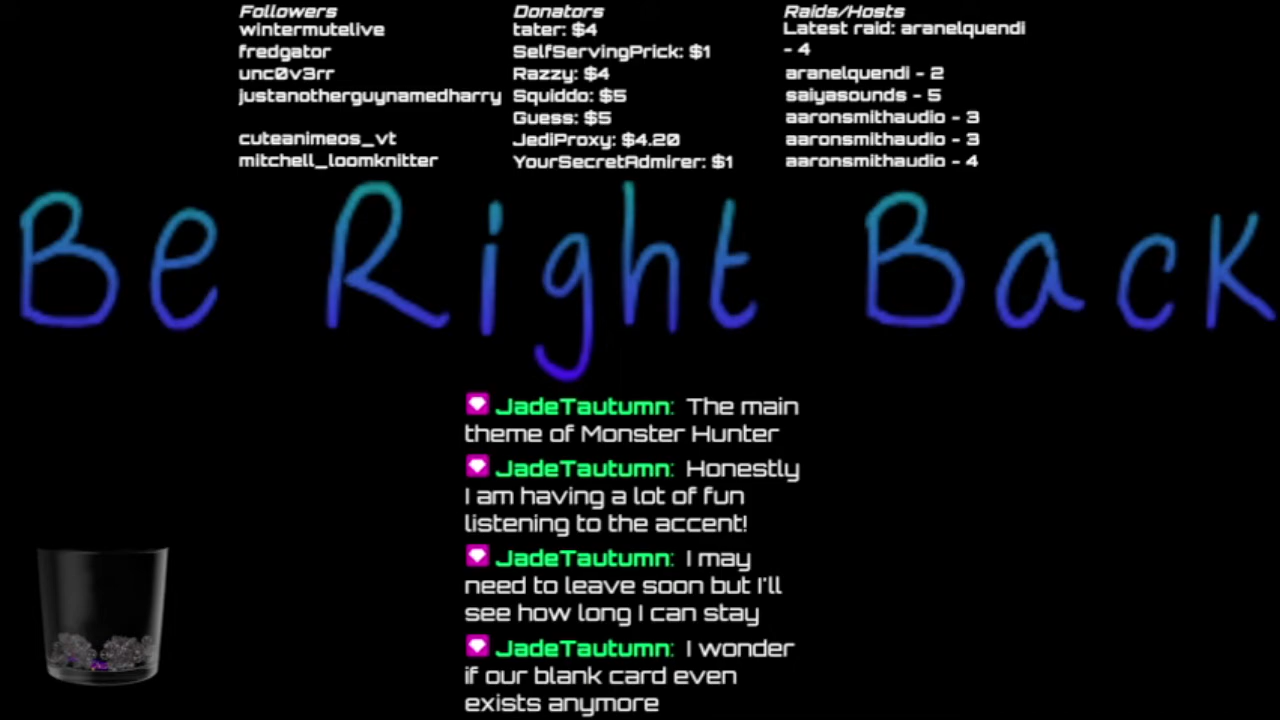 Followers
wintermutelive
fredgator
unc0v3rr
justanotherguynamedharry
cuteanimeos_vt
mitchell_loomknitter
Donators
tater: $4
SelfServingPrick: $1
Razzy: $4
Squiddo: $5
Guess: $5
JediProxy: $4.20
YourSecretAdmirer: $1
Raids/Hosts
Latest raid: aranelquendi
- 4
aranelquendi - 2
saiyasounds - 5
aaronsmithaudio - 3
aaronsmithaudio - 3
aaronsmithaudio - 4
Be Right Back
JadeTautumn: The main
theme of Monster Hunter
JadeTautumn: Honestly
I am having a lot of fun
listening to the accent!
JadeTautumn: I may
need to leave soon but I'll
see how long I can stay
JadeTautumn: I wonder
if our blank card even
exists anymore